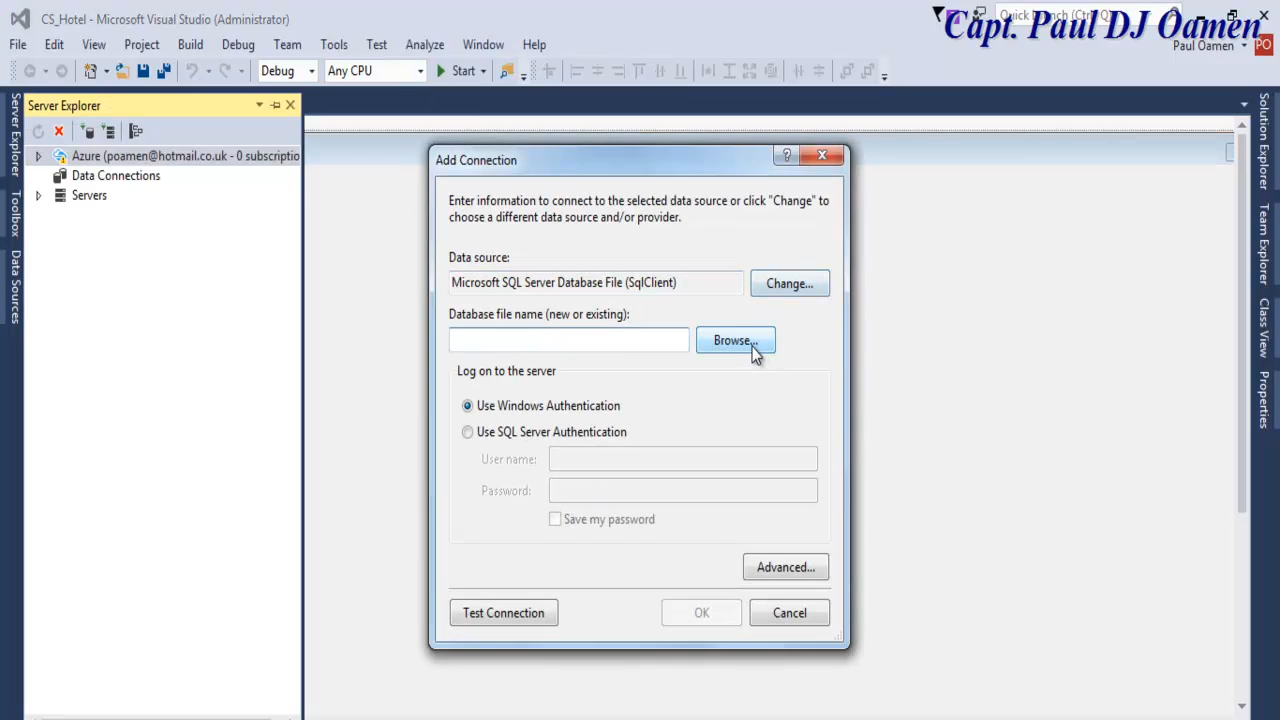 CS_Hotel - Microsoft Visual Studio (Administrator)
Quick Launch (Ctrl+Q)
Capt. Paul DJ Oamen
File Edit View Project Build Debug Team Tools Test Analyze Window Help
Paul Oamen
PO
Debug Any CPU Start
Server Explorer
Toolbox
Data Sources
Server Explorer
Azure (poamen@hotmail.co.uk - 0 subscriptio
Data Connections
Servers
Add Connection
Enter information to connect to the selected data source or click "Change" to
choose a different data source and/or provider.
Data source:
Microsoft SQL Server Database File (SqlClient)
Change...
Database file name (new or existing):
Browse...
Log on to the server
Use Windows Authentication
Use SQL Server Authentication
User name:
Password:
Save my password
Advanced...
Test Connection
OK
Cancel
Solution Explorer
Team Explorer
Class View
Properties